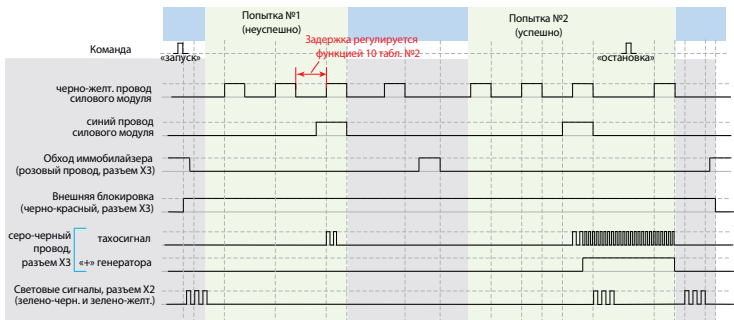 Попытка №1
(неуспешно)
Попытка №2
(успешно)
Задержка регулируется
функцией 10 табл. №2
Команда
«запуск»
«остановка»
черно-желт. провод
силового модуля
синий провод
силового модуля
Обход иммобилайзера
(розовый провод, разъем X3)
Внешняя блокировка
(черно-красный, разъем X3)
серо-черный
провод,
разъем X3
тахосигнал
«+» генератора
Световые сигналы, разъем X2
(зелено-черн. и зелено-желт.)